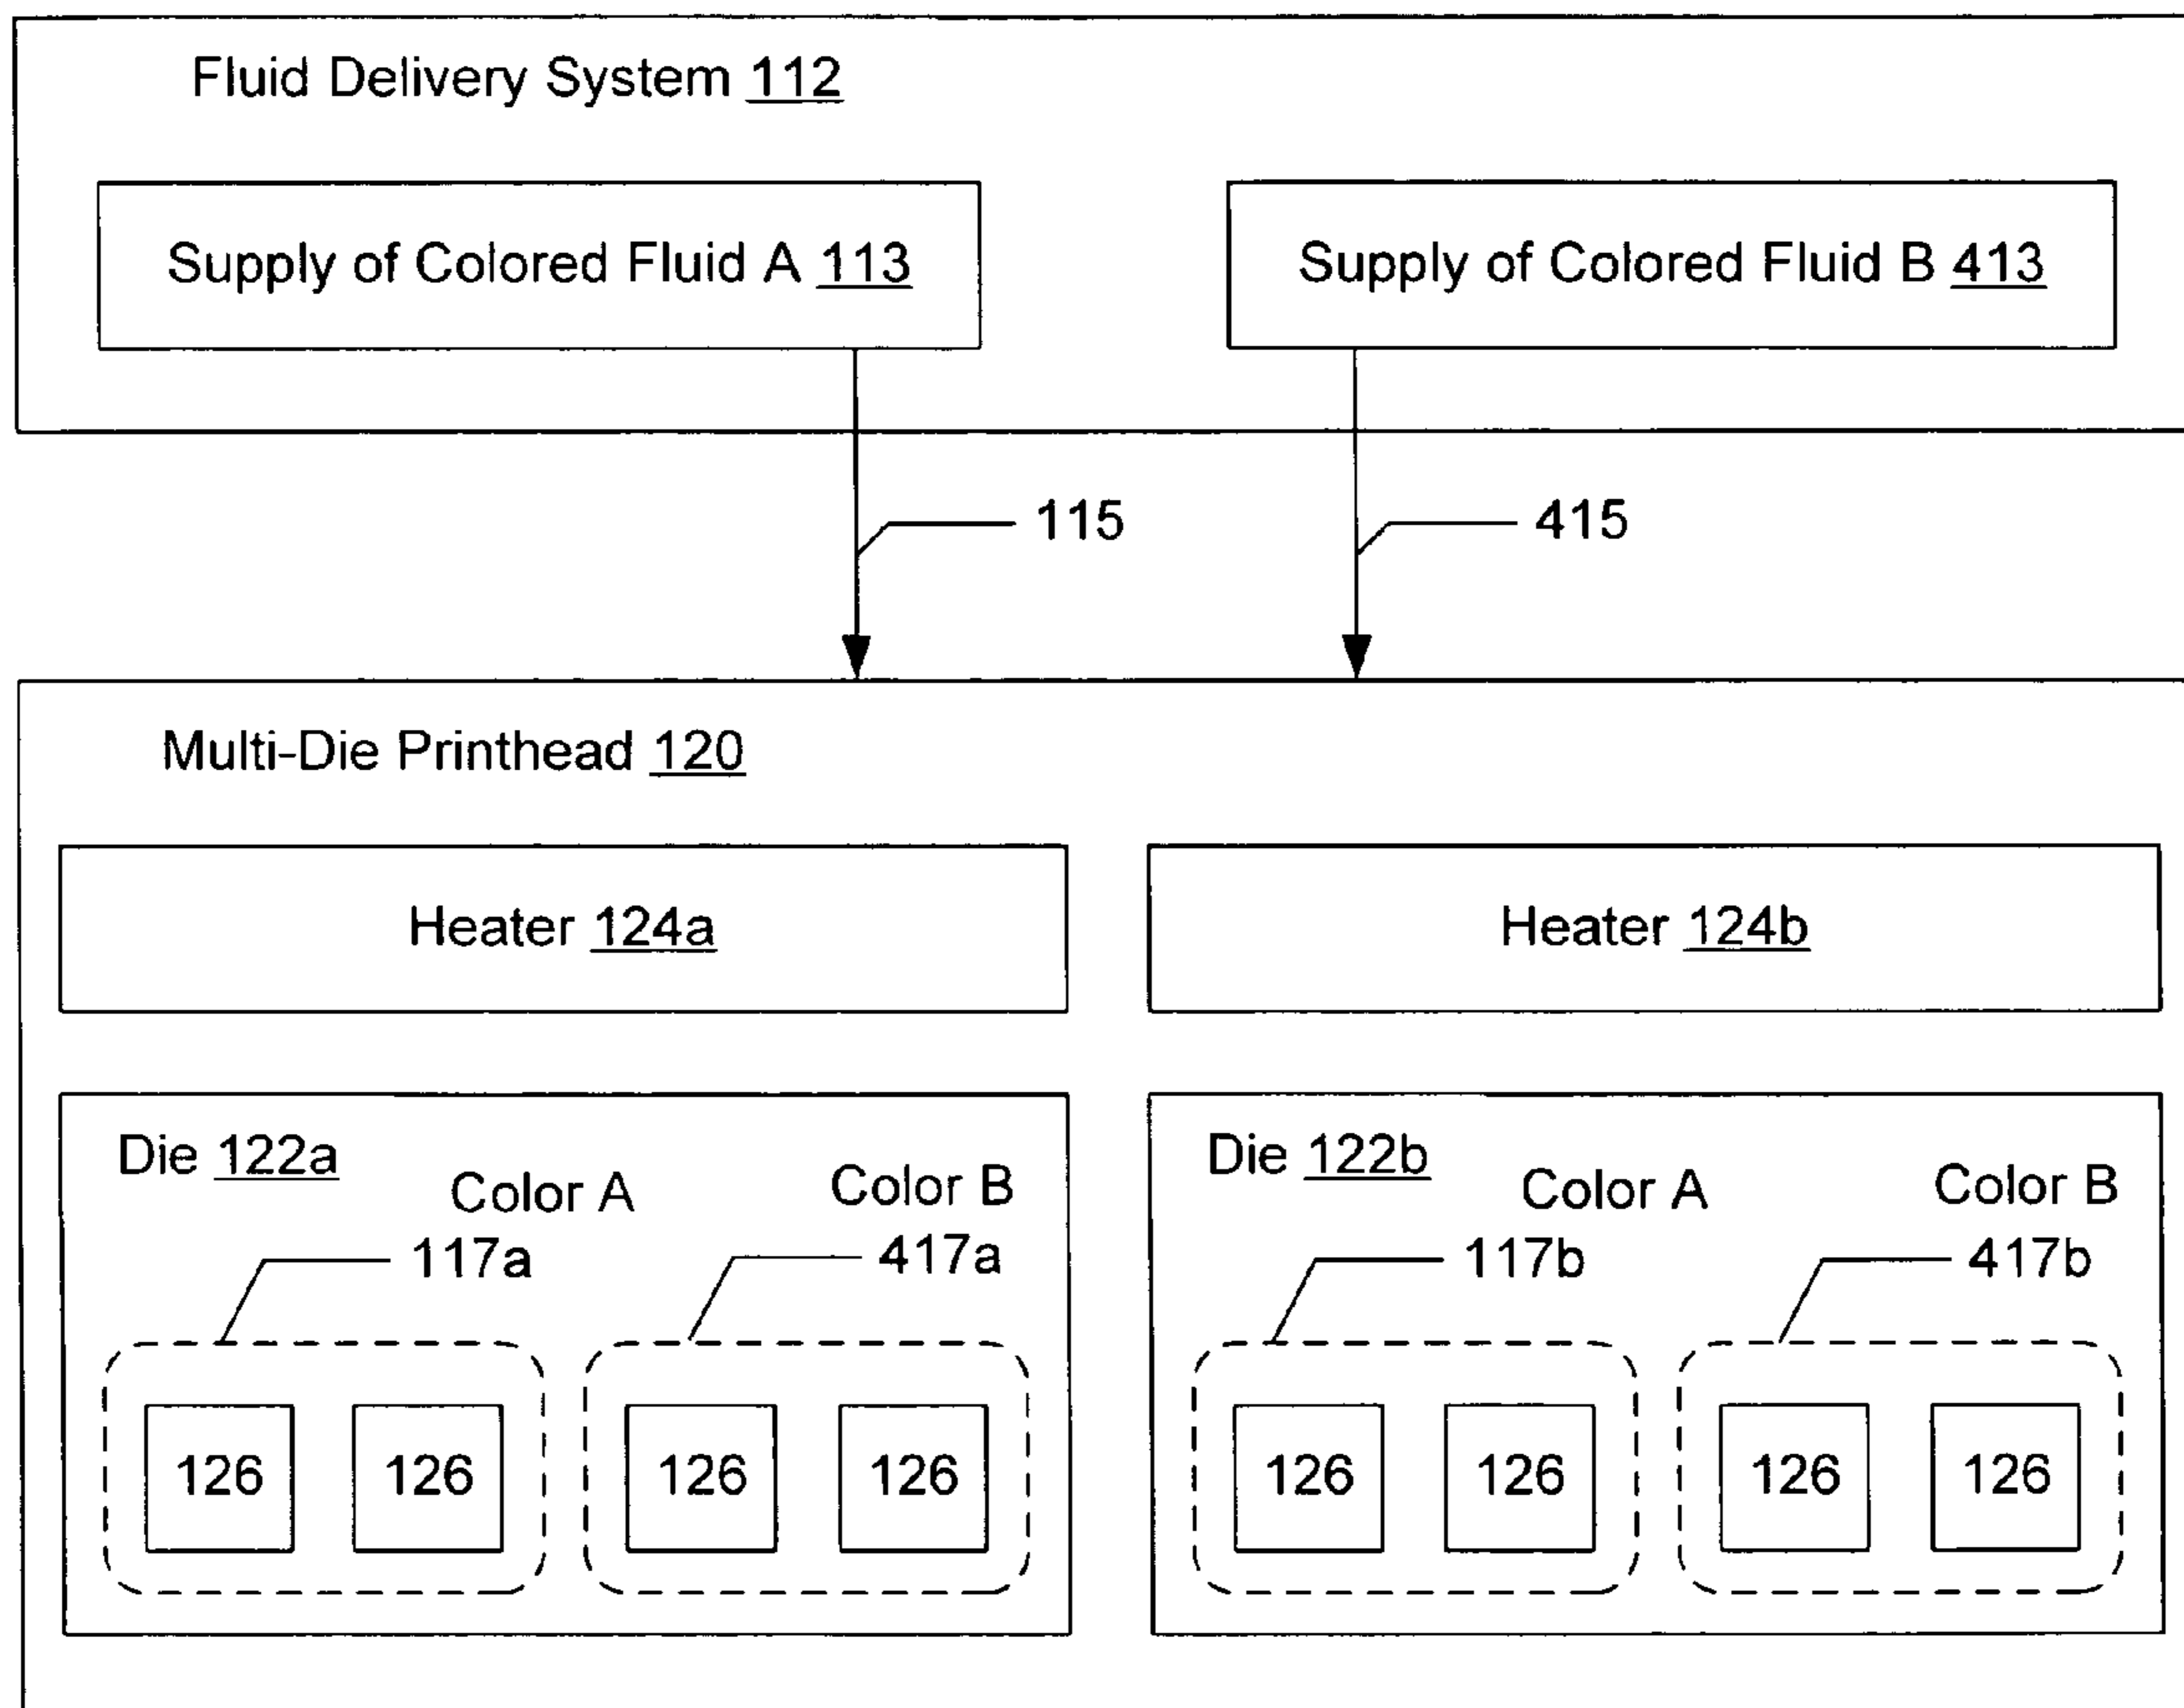 Fluid Delivery System 112
Supply of Colored Fluid A 113
Supply of Colored Fluid B 413
115
415
Multi-Die Printhead 120
Heater 124a
Heater 124b
Die 122a
Color A
Color B
117a
417a
126
126
126
126
Die 122b
Color A
Color B
117b
417b
126
126
126
126